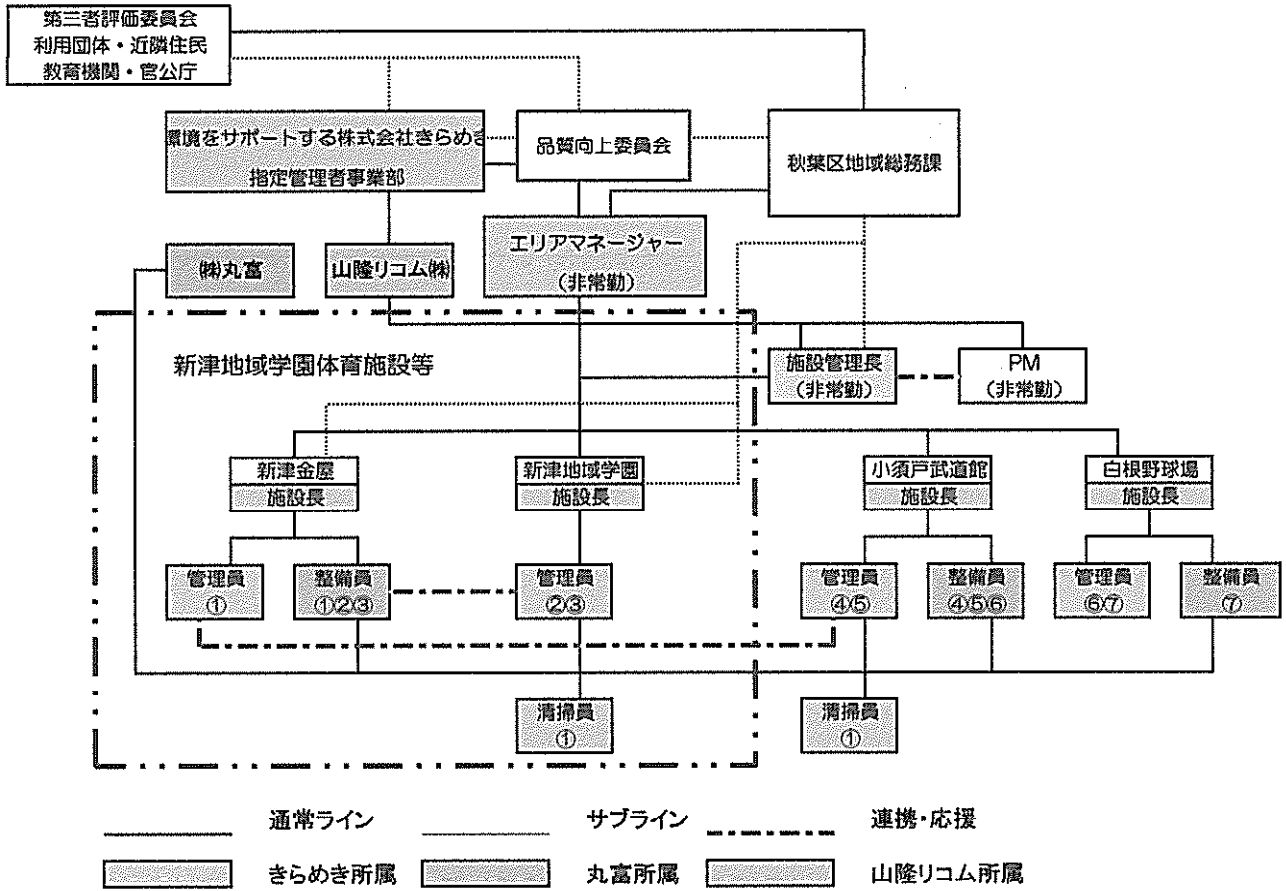 第三者評価委員会
利用団体・近隣住民
教育機関・官公庁
環境をサポートする株式会社きらめき
指定管理者事業部
品質向上委員会
秋葉区地域総務課
㈱丸富
山隆リコム㈱
エリアマネージャー
（非常勤）
新津地域学園体育施設等
施設管理長
（非常勤）
PM
（非常勤）
新津金屋
施設長
新津地域学園
施設長
小須戸武道館
施設長
白根野球場
施設長
管理員
①
整備員
①②③
管理員
②③
管理員
④⑤
整備員
④⑤⑥
管理員
⑥⑦
整備員
⑦
清掃員
①
清掃員
①
通常ライン
サブライン
連携・応援
きらめき所属
丸富所属
山隆リコム所属